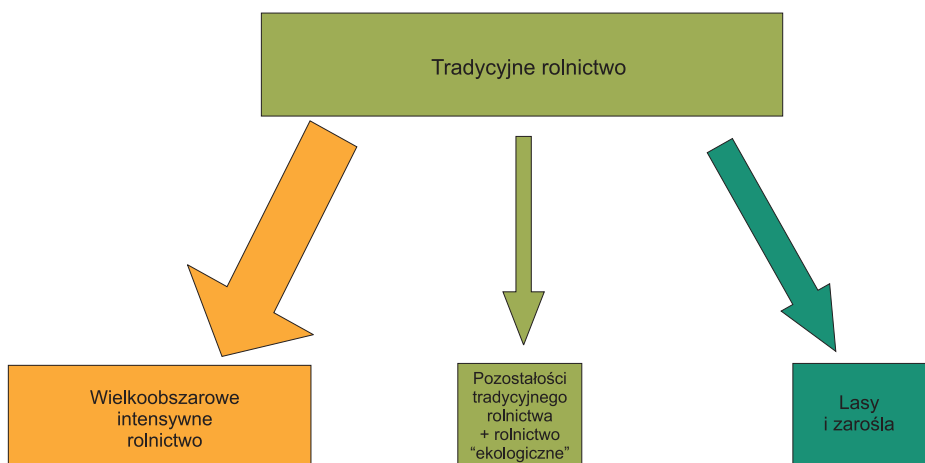 Tradycyjne rolnictwo
Wielkoobszarowe
intensywne
rolnictwo
Pozostałości
tradycyjnego
rolnictwa
+ rolnictwo
“ekologiczne”
Lasy
i zarośla